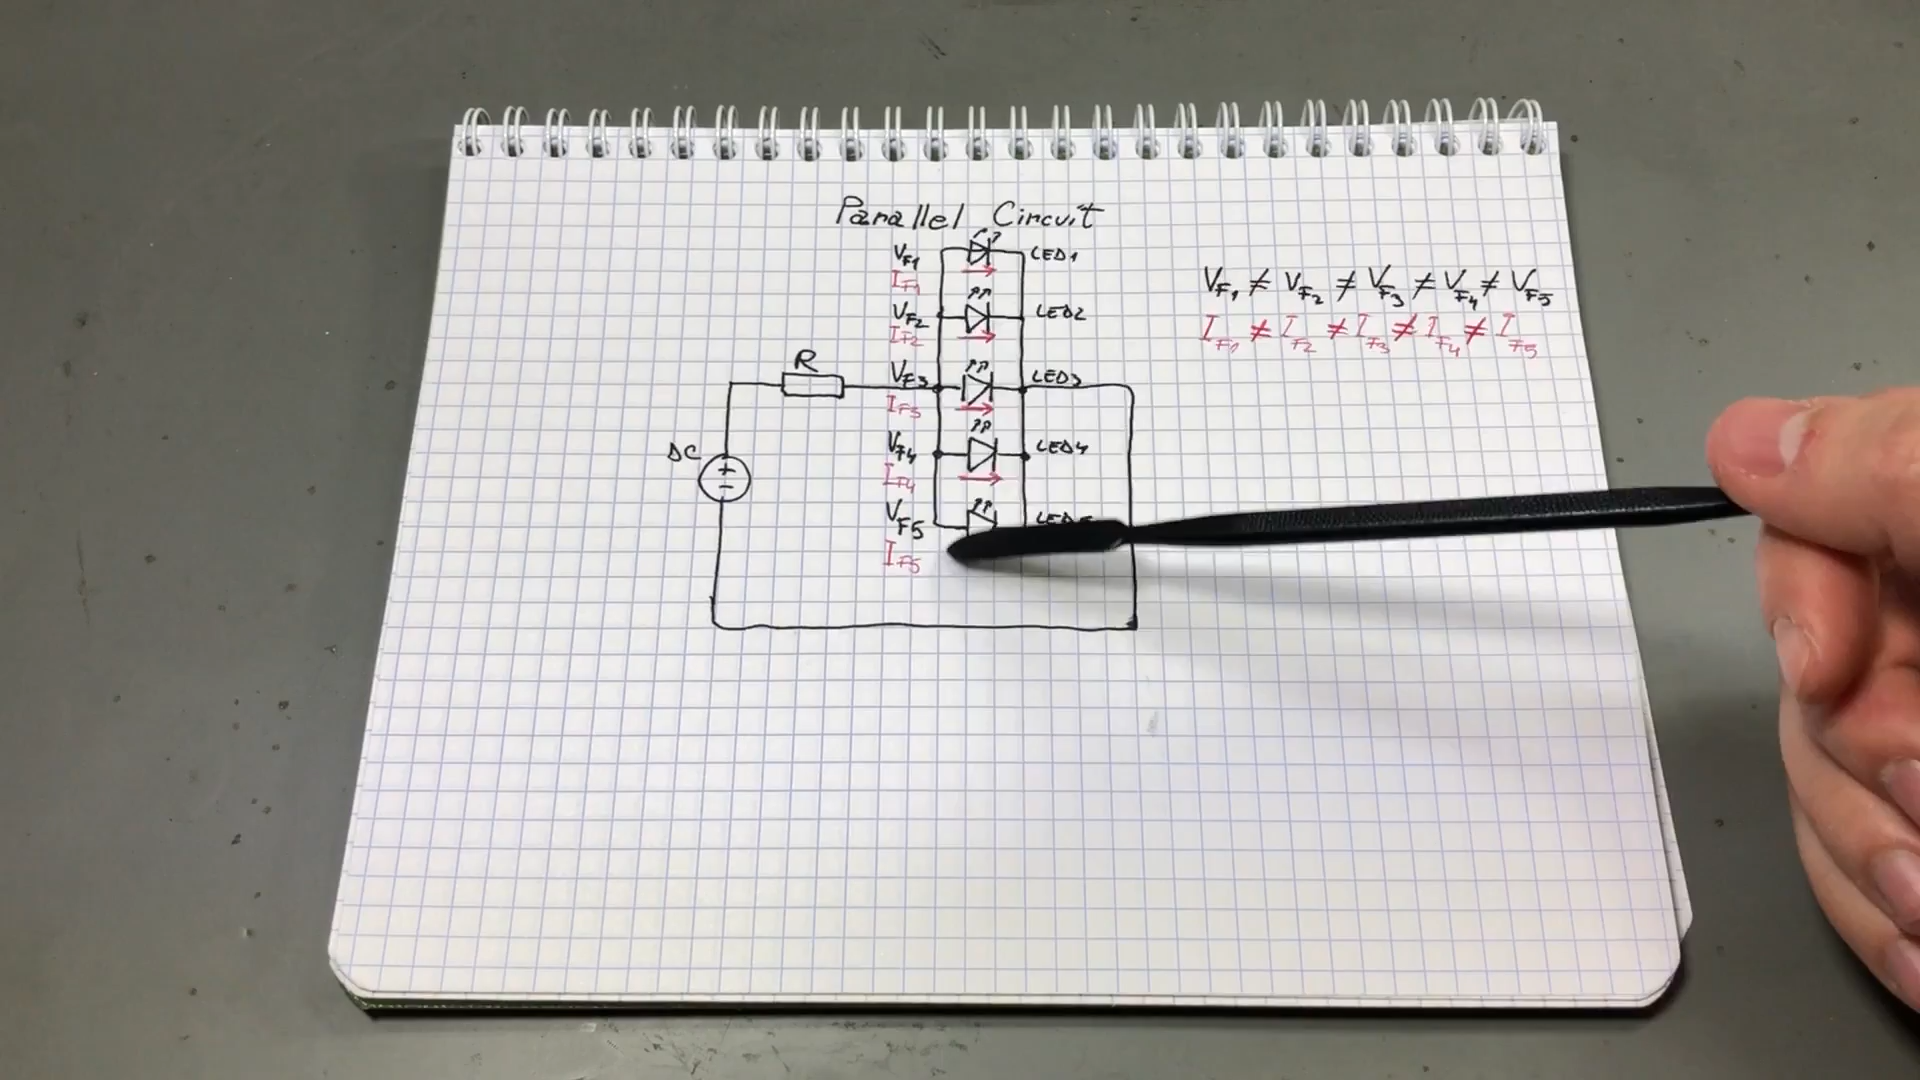 Parallel Circuit
VF1 LED1
IF1
VF2 LED2
IF2
R
VF3 LED3
IF3
DC
+
−
VF4 LED4
IF4
VF5
IF5
VF1 ≠ VF2 ≠ VF3 ≠ VF4 ≠ VF5
IF1 ≠ IF2 ≠ IF3 ≠ IF4 ≠ IF5